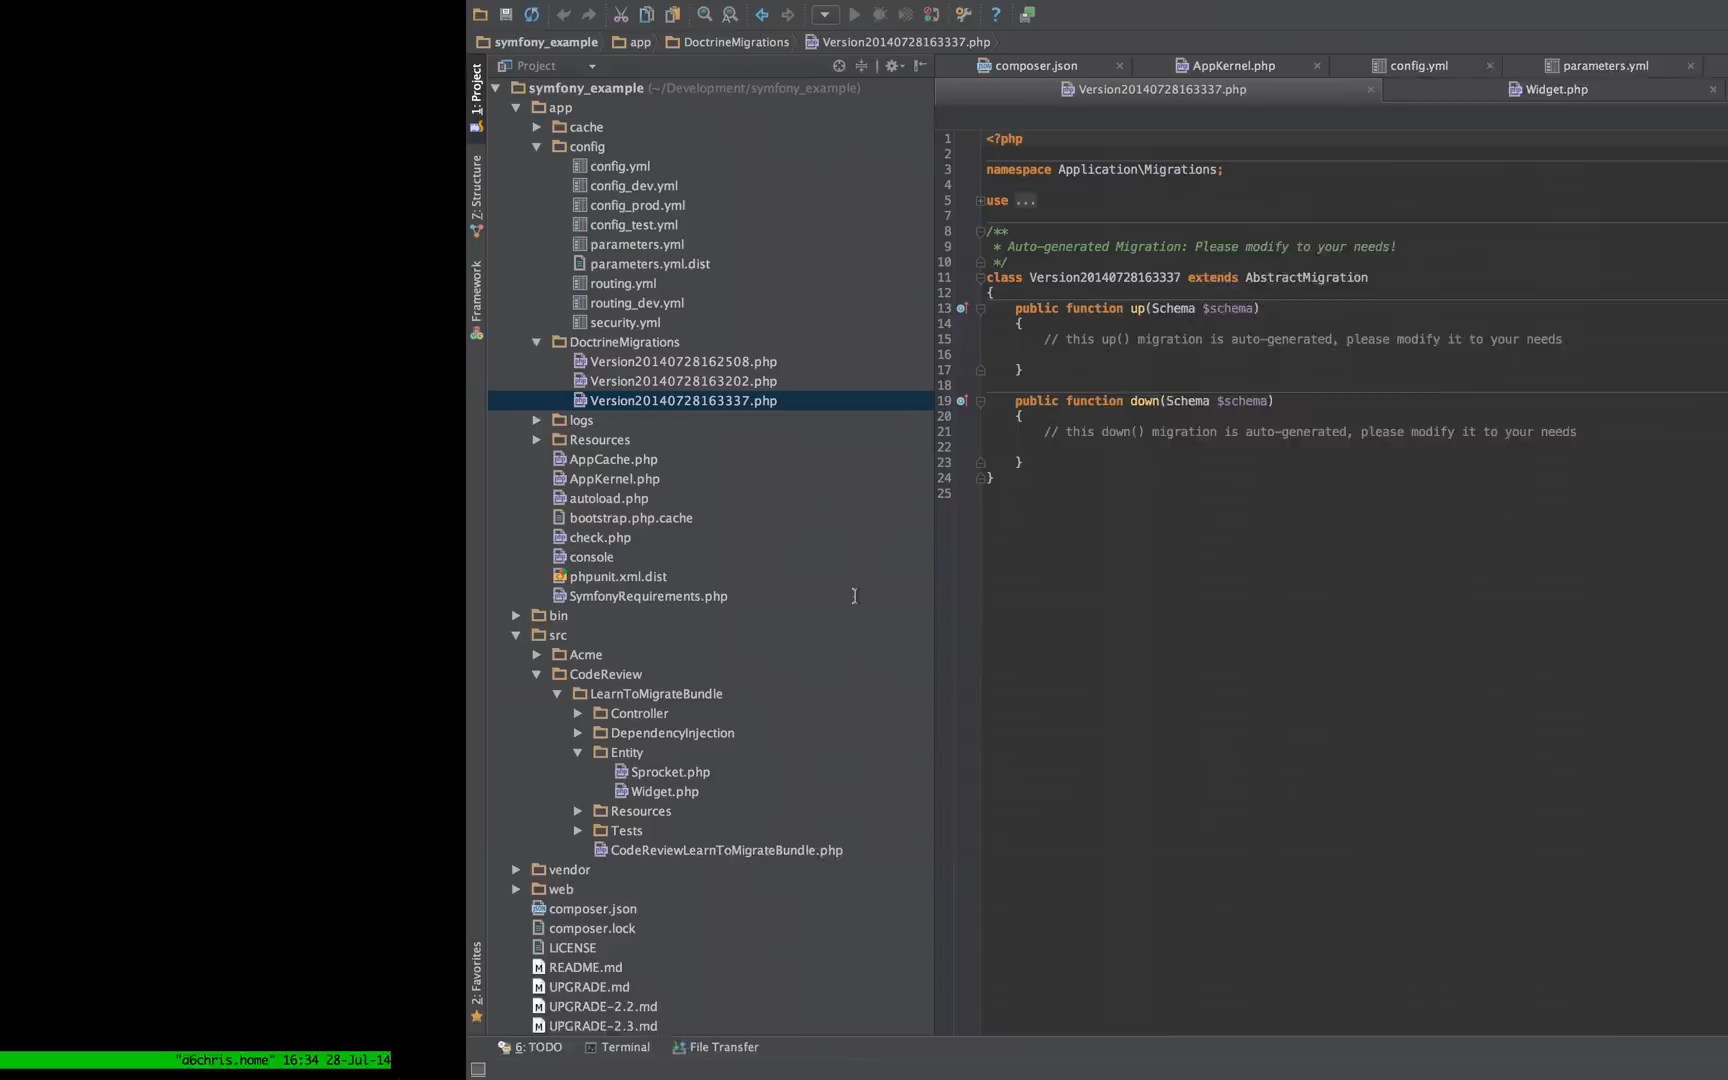 symfony_example app DoctrineMigrations Version20140728163337.php
1: Project
7: Structure
Framework
2: Favorites
Project
symfony_example (~/Development/symfony_example)
app
cache
config
config.yml
config_dev.yml
config_prod.yml
config_test.yml
parameters.yml
parameters.yml.dist
routing.yml
routing_dev.yml
security.yml
DoctrineMigrations
Version20140728162508.php
Version20140728163202.php
Version20140728163337.php
logs
Resources
AppCache.php
AppKernel.php
autoload.php
bootstrap.php.cache
check.php
console
phpunit.xml.dist
SymfonyRequirements.php
bin
src
Acme
CodeReview
LearnToMigrateBundle
Controller
DependencyInjection
Entity
Sprocket.php
Widget.php
Resources
Tests
CodeReviewLearnToMigrateBundle.php
vendor
web
composer.json
composer.lock
LICENSE
README.md
UPGRADE.md
UPGRADE-2.2.md
UPGRADE-2.3.md
composer.json AppKernel.php config.yml parameters.yml
Version20140728163337.php Widget.php
1 <?php
2
3 namespace Application\Migrations;
4
5 use ...
7
8 /**
9 * Auto-generated Migration: Please modify to your needs!
10 */
11 class Version20140728163337 extends AbstractMigration
12 {
13 public function up(Schema $schema)
14 {
15 // this up() migration is auto-generated, please modify it to your needs
16
17 }
18
19 public function down(Schema $schema)
20 {
21 // this down() migration is auto-generated, please modify it to your needs
22
23 }
24 }
25
6: TODO Terminal File Transfer
"a6chris.home" 16:34 28-Jul-14